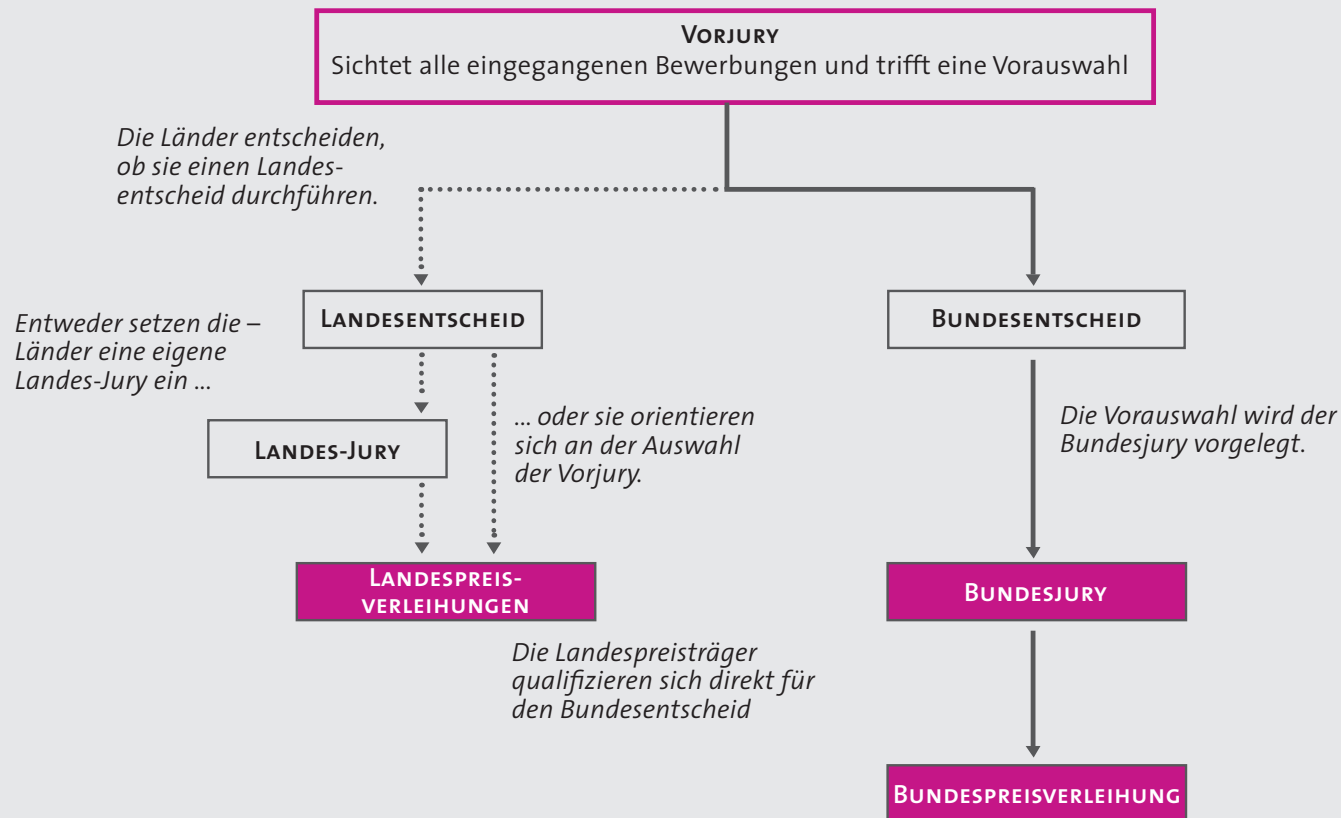 VORJURY
Sichtet alle eingegangenen Bewerbungen und trifft eine Vorauswahl
Die Länder entscheiden,
ob sie einen Landes-
entscheid durchführen.
LANDESENTSCHEID
BUNDESENTSCHEID
Entweder setzen die –
Länder eine eigene
Landes-Jury ein ...
... oder sie orientieren
sich an der Auswahl
der Vorjury.
Die Vorauswahl wird der
Bundesjury vorgelegt.
LANDES-JURY
LANDESPREIS-
VERLEIHUNGEN
BUNDESJURY
Die Landespreisträger
qualifizieren sich direkt für
den Bundesentscheid
BUNDESPREISVERLEIHUNG